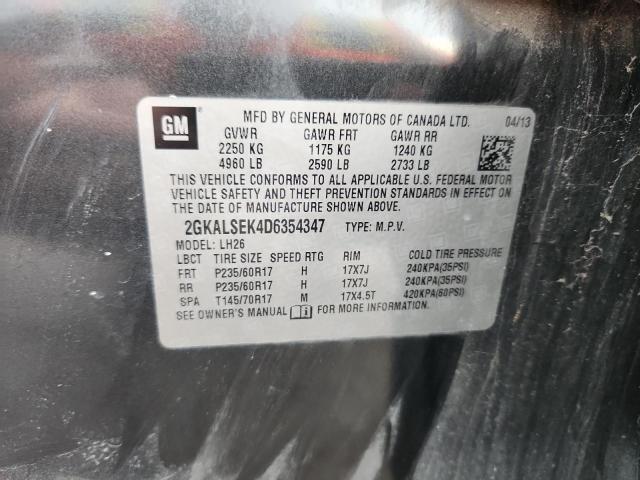 GM
MFD BY GENERAL MOTORS OF CANADA LTD. 04/13
GVWR GAWR FRT GAWR RR
2250 KG 1175 KG 1240 KG
4960 LB 2590 LB 2733 LB
THIS VEHICLE CONFORMS TO ALL APPLICABLE U.S. FEDERAL MOTOR
VEHICLE SAFETY AND THEFT PREVENTION STANDARDS IN EFFECT ON
THE DATE OF MANUFACTURE SHOWN ABOVE.
2GKALSEK4D6354347 TYPE: M.P.V.
MODEL: LH26
LBCT TIRE SIZE SPEED RTG RIM COLD TIRE PRESSURE
FRT P235/60R17 H 17X7J 240KPA(35PSI)
RR P235/60R17 H 17X7J 240KPA(35PSI)
SPA T145/70R17 M 17X4.5T 420KPA(60PSI)
SEE OWNER'S MANUAL FOR MORE INFORMATION.